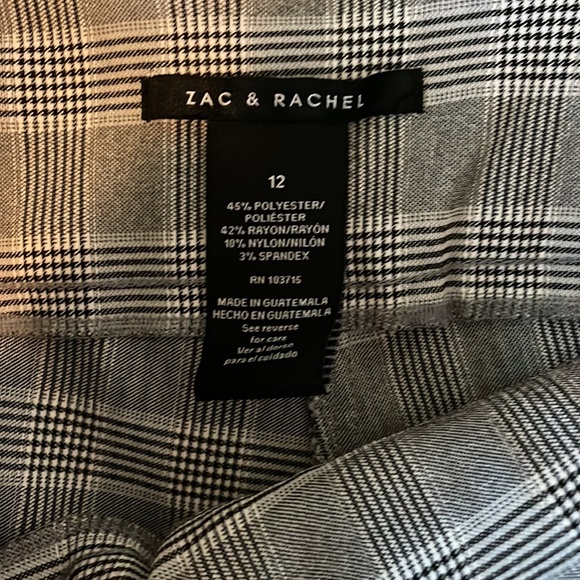 ZAC & RACHEL
12
45% POLYESTER/
POLIÉSTER
42% RAYON/RAYÓN
10% NYLON/NILÓN
3% SPANDEX
RN 103715
MADE IN GUATEMALA
HECHO EN GUATEMALA
See reverse
for care
Ver al dorso
para el cuidado